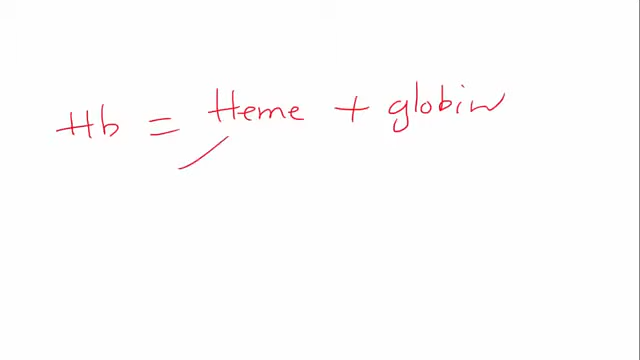 Hb = Heme + globin